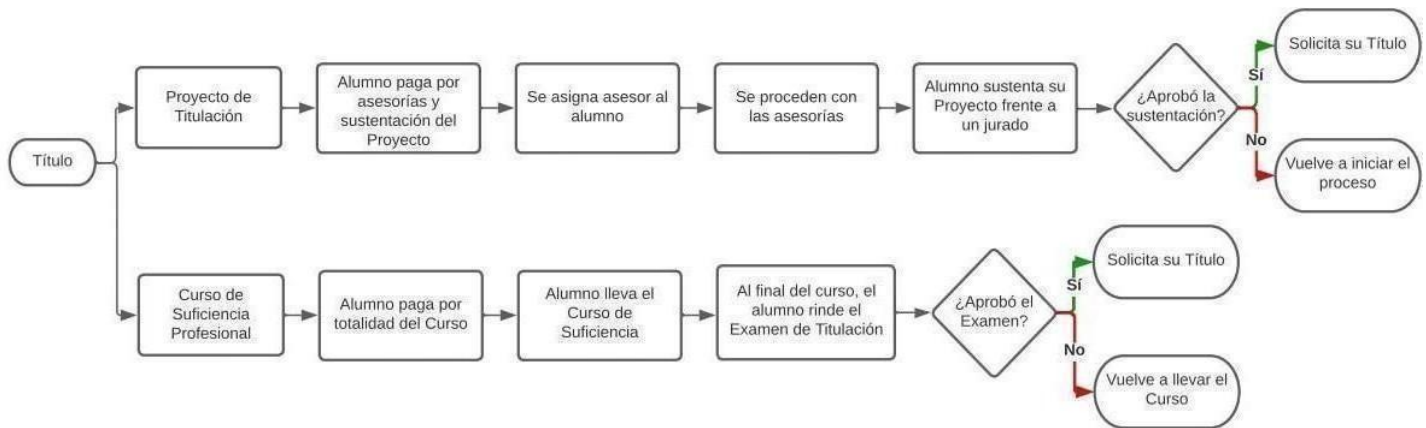 Título
Proyecto de
Titulación
Alumno paga por
asesorías y
sustentación del
Proyecto
Se asigna asesor al
alumno
Se proceden con
las asesorías
Alumno sustenta su
Proyecto frente a
un jurado
¿Aprobó la
sustentación?
Sí
Solicita su Título
No
Vuelve a iniciar el
proceso
Curso de
Suficiencia
Profesional
Alumno paga por
totalidad del Curso
Alumno lleva el
Curso de
Suficiencia
Al final del curso, el
alumno rinde el
Examen de Titulación
¿Aprobó el
Examen?
Sí
Solicita su Título
No
Vuelve a llevar el
Curso